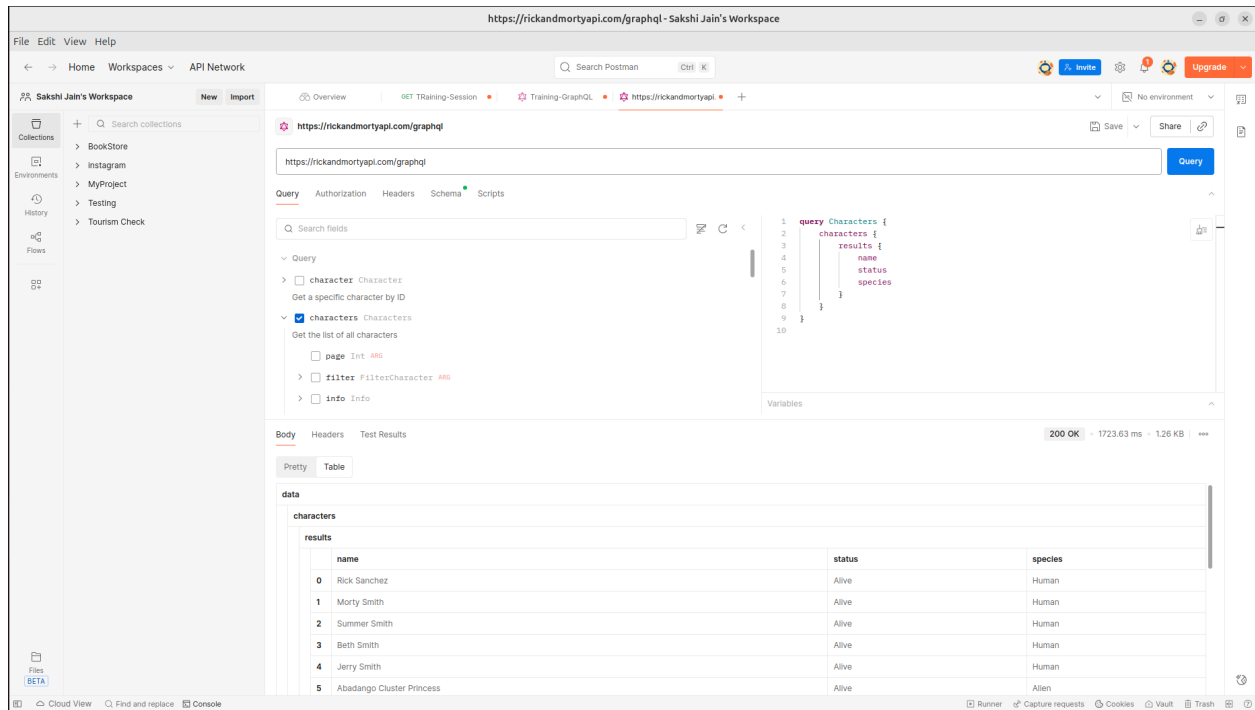 https://rickandmortyapi.com/graphql - Sakshi Jain's Workspace
File Edit View Help
Home Workspaces API Network
Search Postman Ctrl K
Invite
1
Upgrade
Sakshi Jain's Workspace New Import
Overview GET TRaining-Session Training-GraphQL https://rickandmortyapi. No environment
Collections
Environments
History
Flows
Search collections
BookStore
Instagram
MyProject
Testing
Tourism Check
https://rickandmortyapi.com/graphql
Save Share
https://rickandmortyapi.com/graphql
Query
Query Authorization Headers Schema Scripts
Search fields
Query
character Character
Get a specific character by ID
characters Characters
Get the list of all characters
page Int ARG
filter FilterCharacter ARG
info Info
1 query Characters {
2 characters {
3 results {
4 name
5 status
6 species
7 }
8 }
9 }
10
Variables
Body Headers Test Results
200 OK 1723.63 ms 1.26 KB
Pretty Table
data
characters
results
name status species
0 Rick Sanchez Alive Human
1 Morty Smith Alive Human
2 Summer Smith Alive Human
3 Beth Smith Alive Human
4 Jerry Smith Alive Human
5 Abadango Cluster Princess Alive Alien
Files
BETA
Cloud View Find and replace Console
Runner Capture requests Cookies Vault Trash